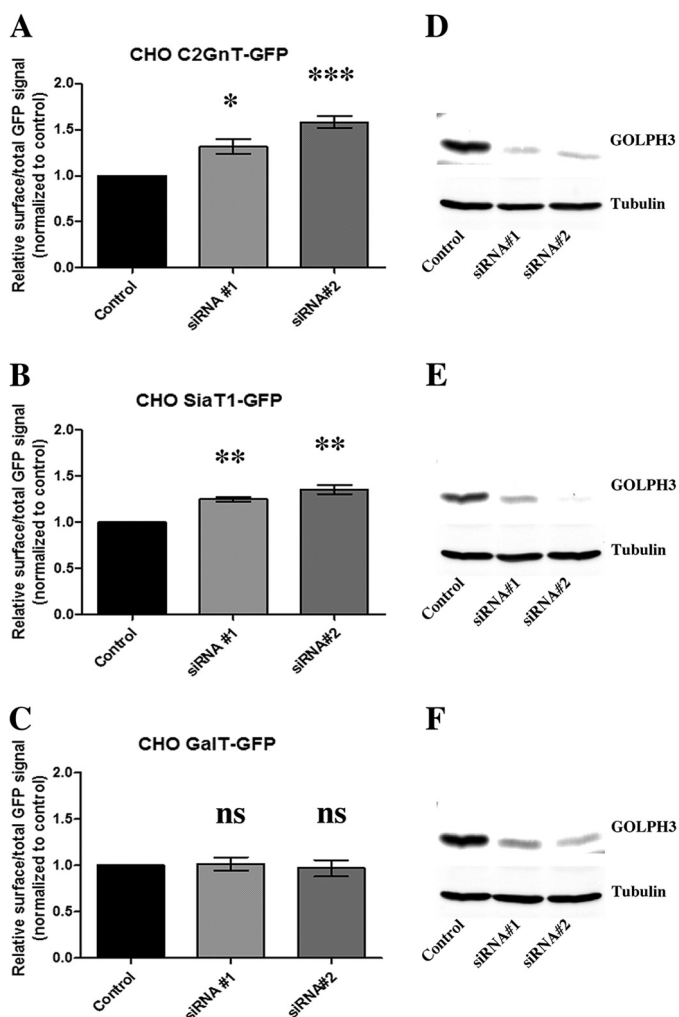 A
CHO C2GnT-GFP
Relative surface/total GFP signal
(normalized to control)
2.0
1.5
1.0
0.5
0.0
*
***
Control
siRNA #1
siRNA#2
D
GOLPH3
Tubulin
Control
siRNA#1
siRNA#2
B
CHO SiaT1-GFP
Relative surface/total GFP signal
(normalized to control)
2.0
1.5
1.0
0.5
0.0
**
**
Control
siRNA #1
siRNA#2
E
GOLPH3
Tubulin
Control
siRNA#1
siRNA#2
C
CHO GalT-GFP
Relative surface/total GFP signal
(normalized to control)
2.0
1.5
1.0
0.5
0.0
ns
ns
Control
siRNA #1
siRNA#2
F
GOLPH3
Tubulin
Control
siRNA#1
siRNA#2